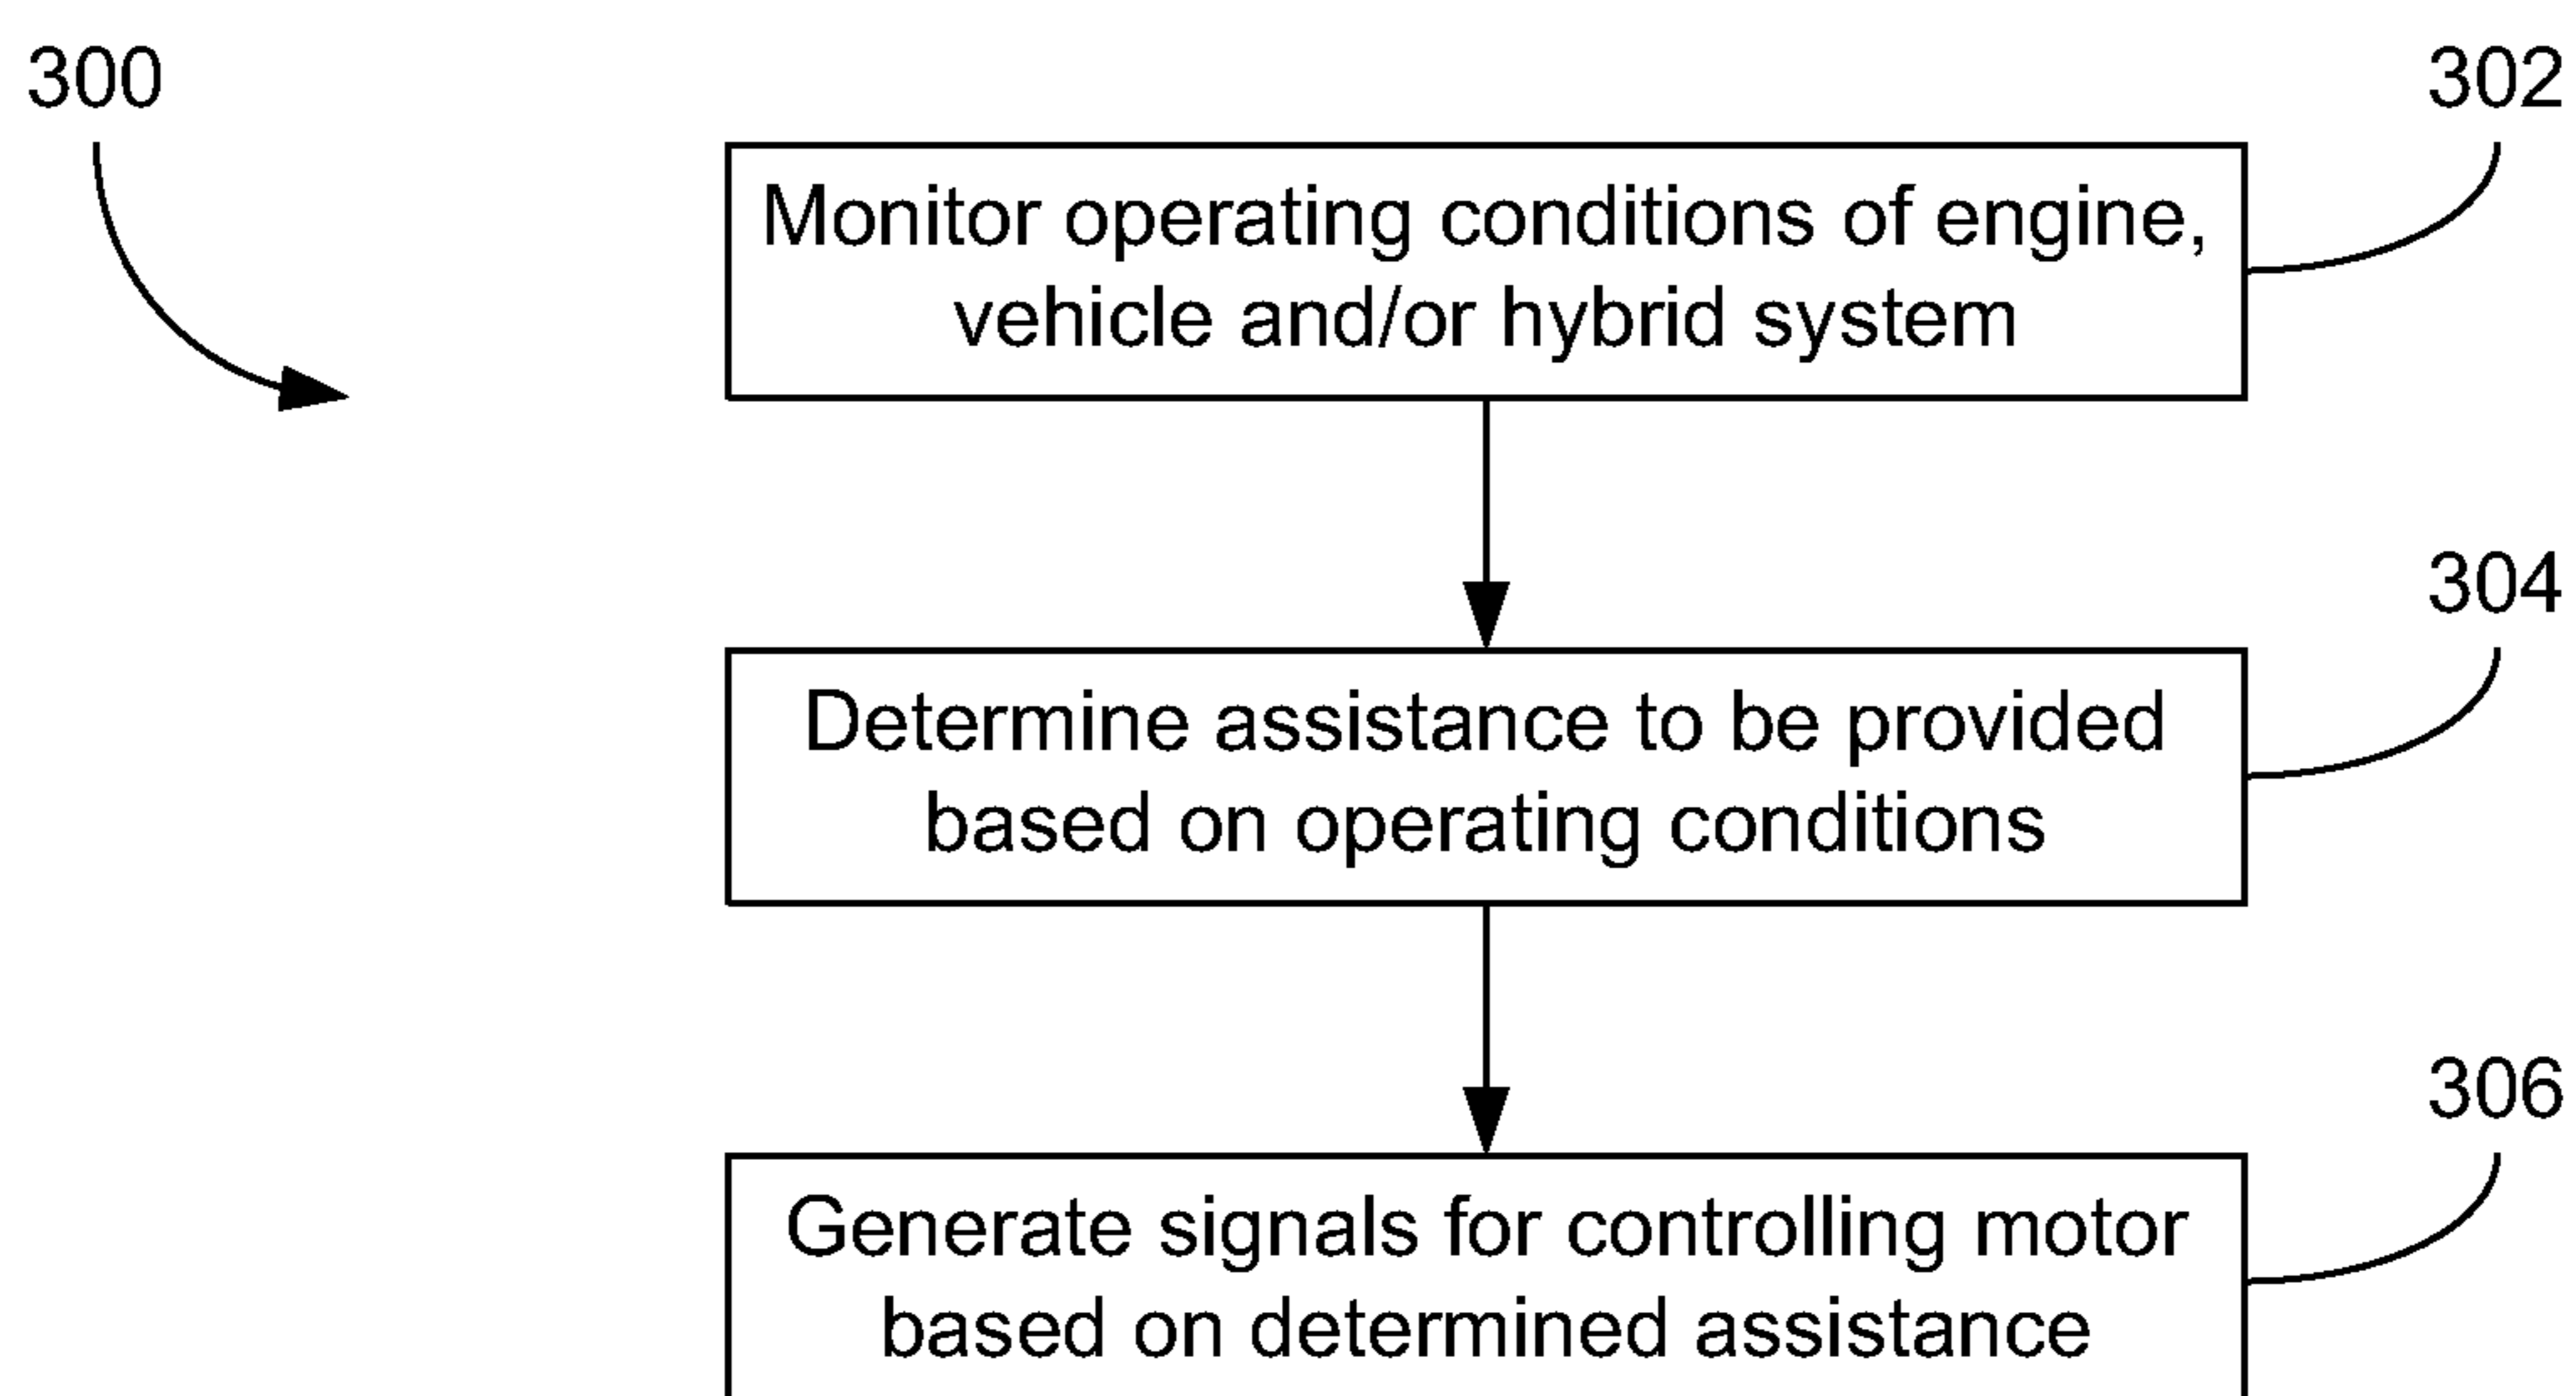 300
302
Monitor operating conditions of engine,
vehicle and/or hybrid system
304
Determine assistance to be provided
based on operating conditions
306
Generate signals for controlling motor
based on determined assistance